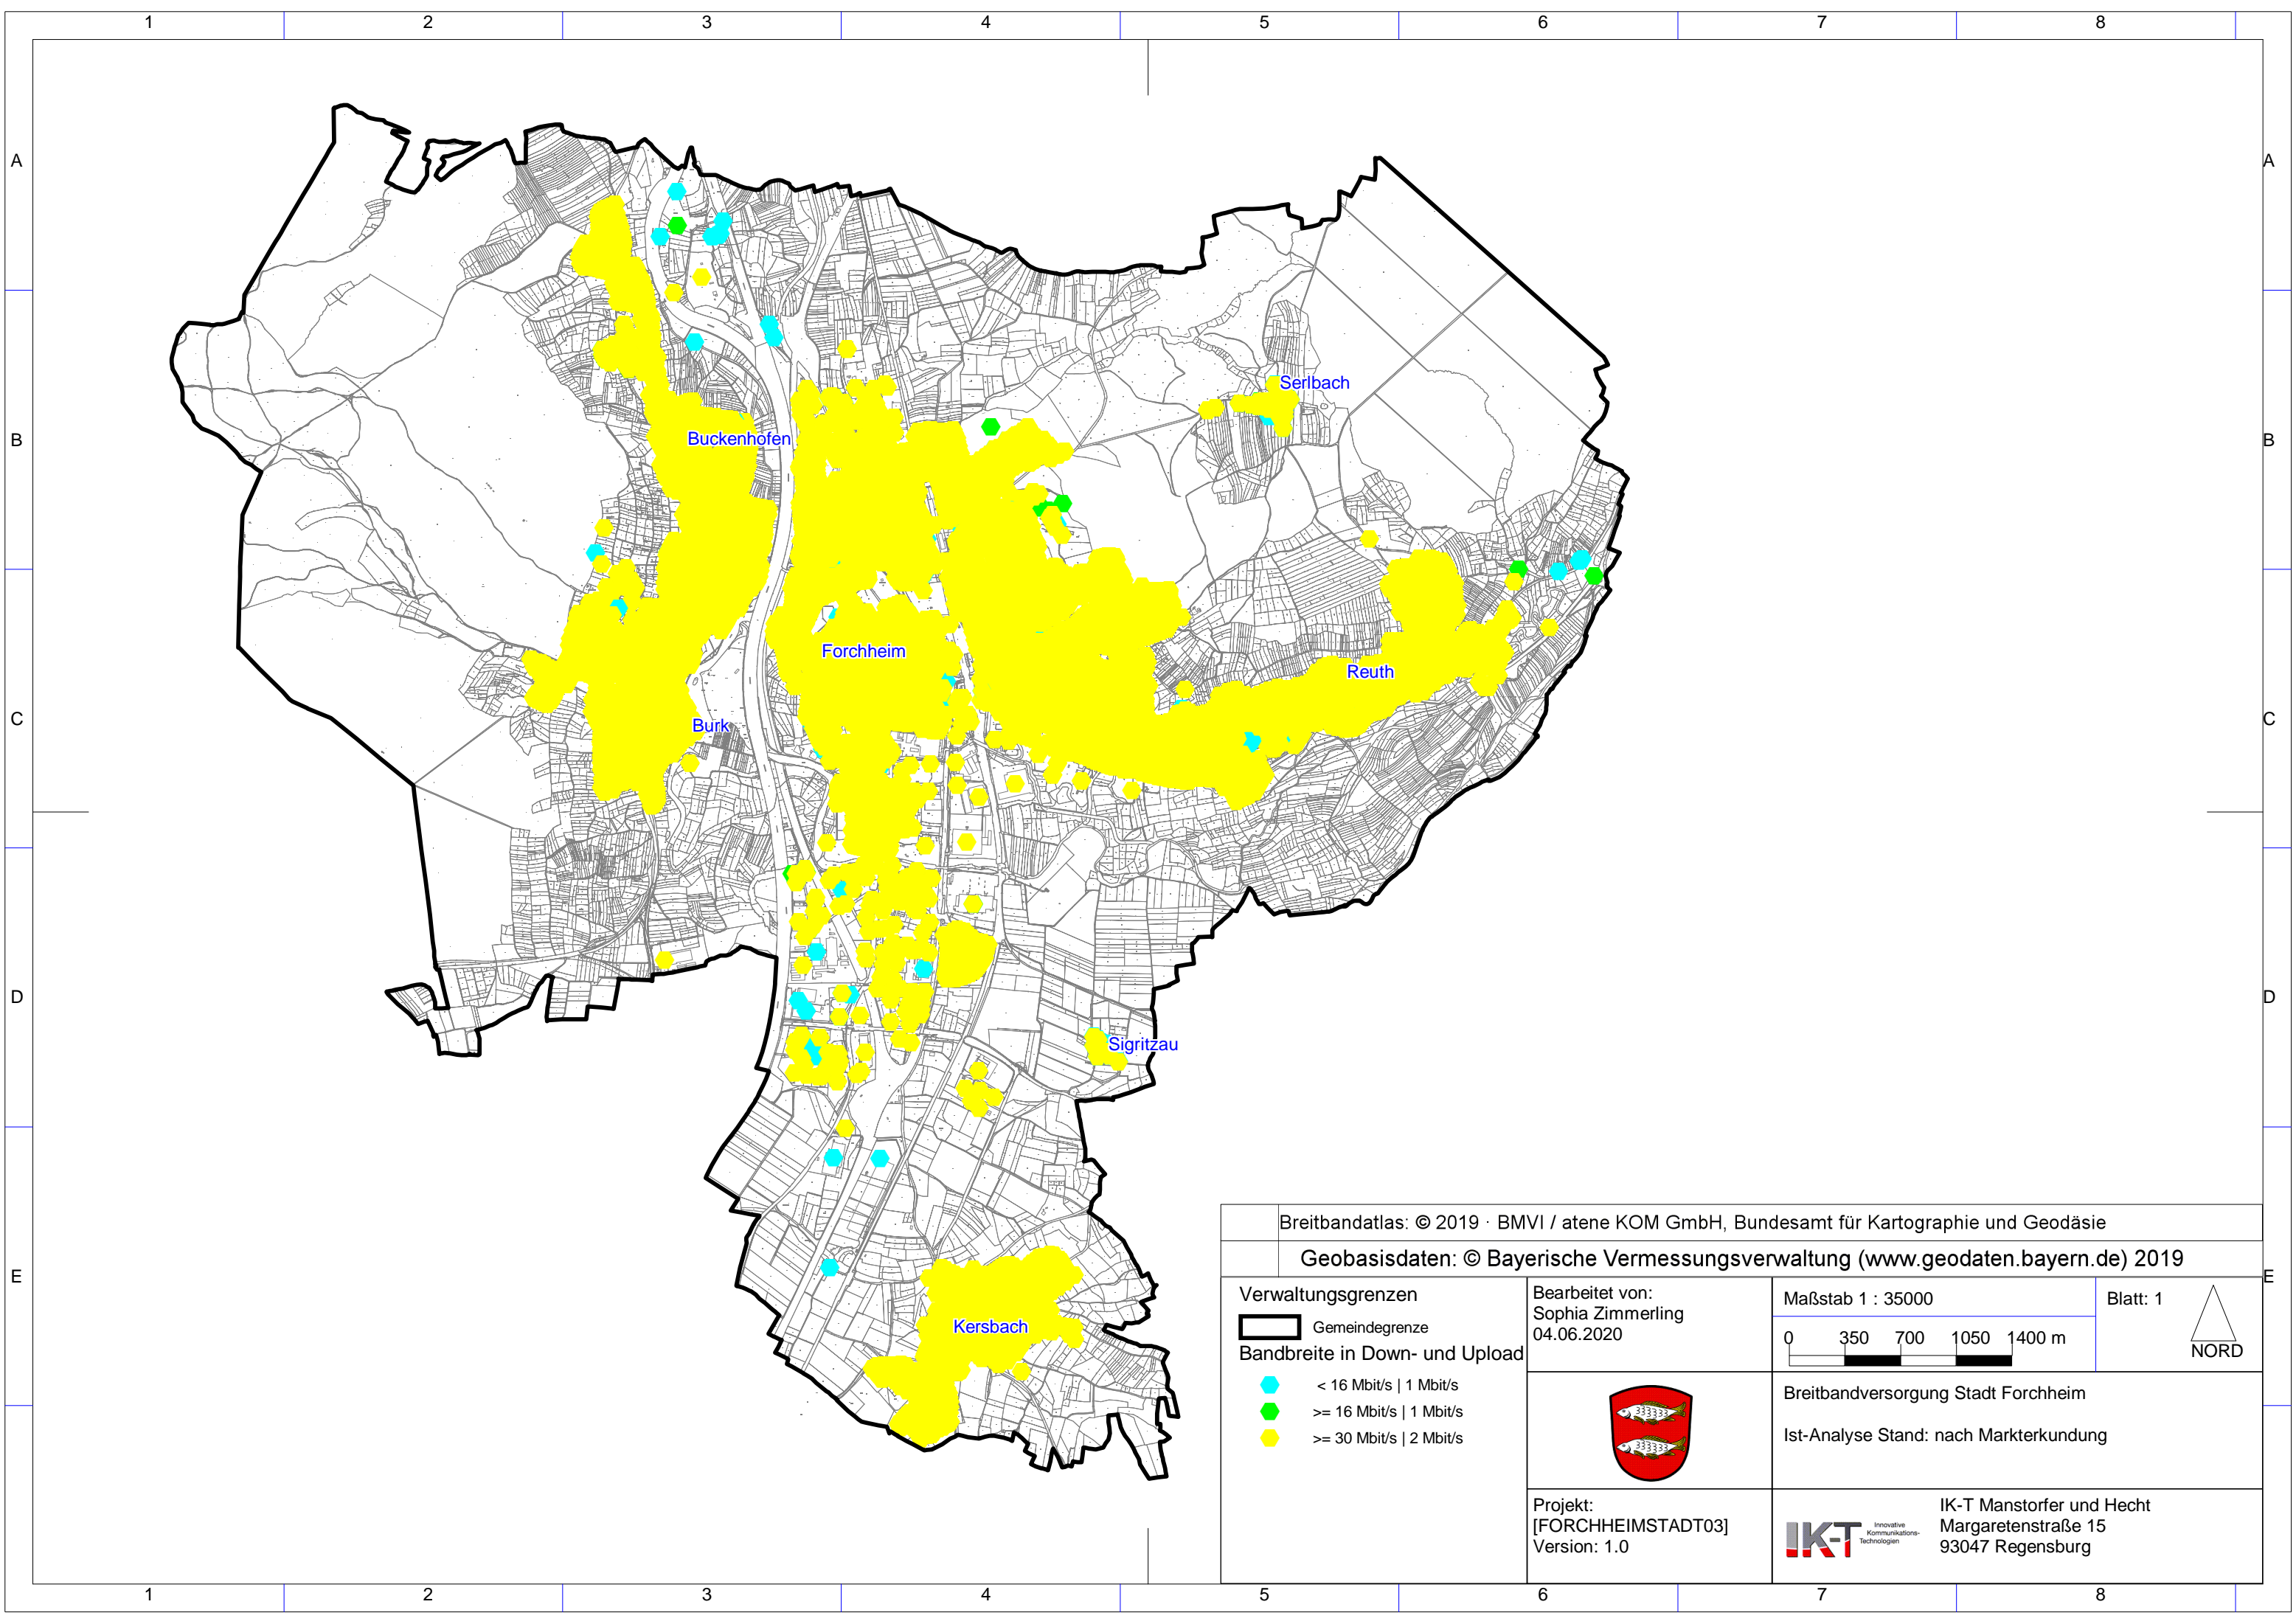 1 2 3 4 5 6 7 8
A A
Serlbach
B Buckenhofen B
Forchheim
Reuth
C Burk C
D D
Sigritzau
Breitbandatlas: © 2019 · BMVI / atene KOM GmbH, Bundesamt für Kartographie und Geodäsie
Geobasisdaten: © Bayerische Vermessungsverwaltung (www.geodaten.bayern.de) 2019
E E
Kersbach
Verwaltungsgrenzen
Gemeindegrenze
Bandbreite in Down- und Upload
< 16 Mbit/s | 1 Mbit/s
>= 16 Mbit/s | 1 Mbit/s
>= 30 Mbit/s | 2 Mbit/s
Bearbeitet von:
Sophia Zimmerling
04.06.2020
Maßstab 1 : 35000
0 350 700 1050 1400 m
Blatt: 1
NORD
Breitbandversorgung Stadt Forchheim
Ist-Analyse Stand: nach Markterkundung
Projekt:
[FORCHHEIMSTADT03]
Version: 1.0
IK-T
Innovative
Kommunikations-
Technologien
IK-T Manstorfer und Hecht
Margaretenstraße 15
93047 Regensburg
1 2 3 4 5 6 7 8